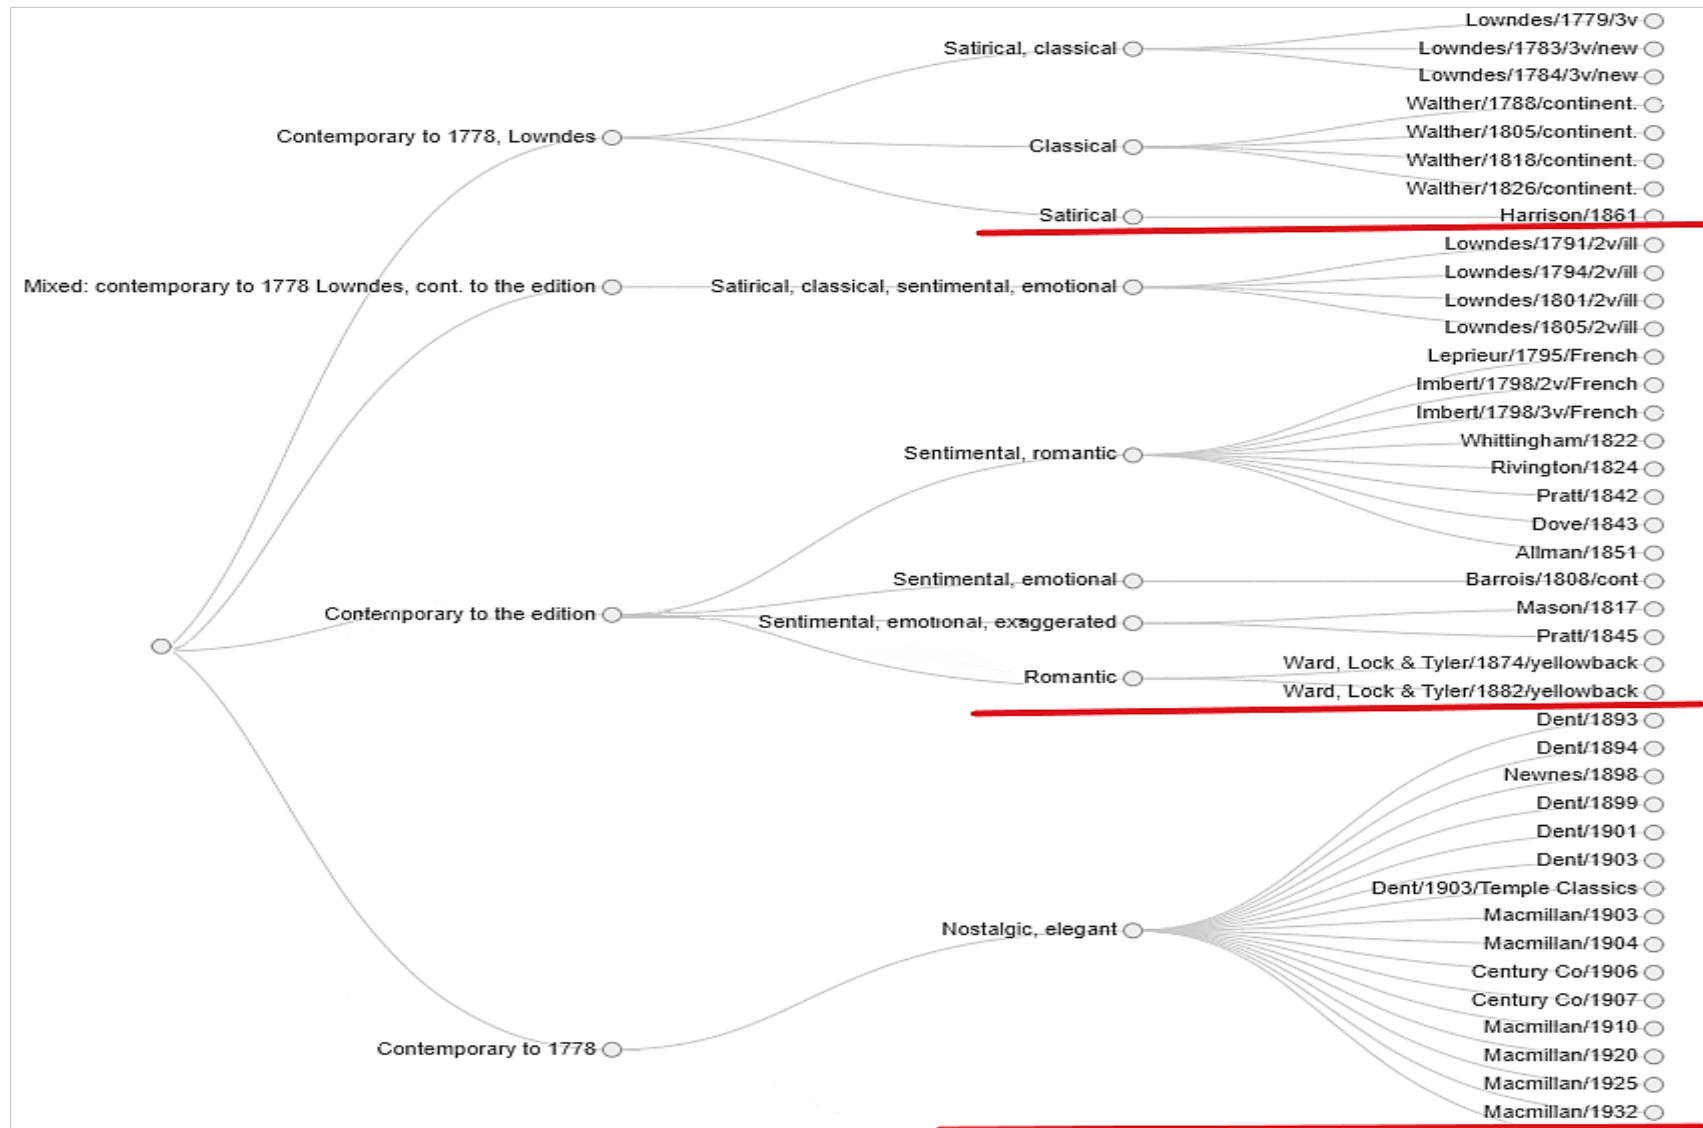 Lowndes/1779/3v
Satirical, classical
Lowndes/1783/3v/new
Lowndes/1784/3v/new
Walther/1788/continent.
Contemporary to 1778, Lowndes
Walther/1805/continent.
Classical
Walther/1818/continent.
Walther/1826/continent.
Satirical
Harrison/1861
Lowndes/1791/2v/ill
Lowndes/1794/2v/ill
Mixed: contemporary to 1778 Lowndes, cont. to the edition
Satirical, classical, sentimental, emotional
Lowndes/1801/2v/ill
Lowndes/1805/2v/ill
Leprieur/1795/French
Imbert/1798/2v/French
Imbert/1798/3v/French
Whittingham/1822
Sentimental, romantic
Rivington/1824
Pratt/1842
Dove/1843
Allman/1851
Sentimental, emotional
Barrois/1808/cont
Contemporary to the edition
Mason/1817
Sentimental, emotional, exaggerated
Pratt/1845
Ward, Lock & Tyler/1874/yellowback
Romantic
Ward, Lock & Tyler/1882/yellowback
Dent/1893
Dent/1894
Newnes/1898
Dent/1899
Dent/1901
Dent/1903
Dent/1903/Temple Classics
Macmillan/1903
Nostalgic, elegant
Macmillan/1904
Century Co/1906
Century Co/1907
Macmillan/1910
Contemporary to 1778
Macmillan/1920
Macmillan/1925
Macmillan/1932